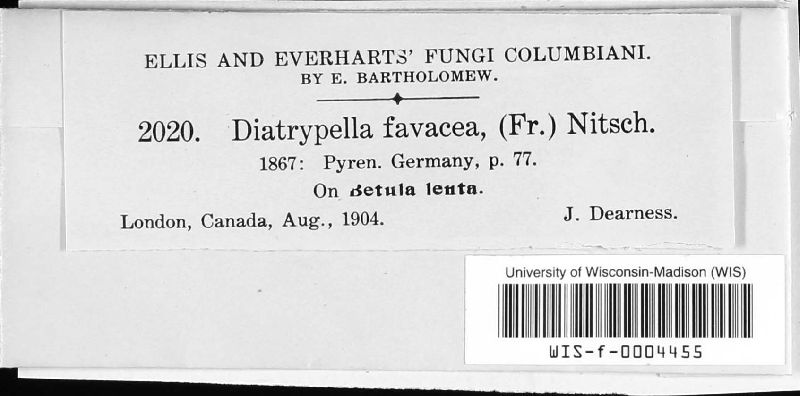 ELLIS AND EVERHARTS' FUNGI COLUMBIANI.
BY E. BARTHOLOMEW.
2020. Diatrypella favacea, (Fr.) Nitsch.
1867: Pyren. Germany, p. 77.
On Betula lenta.
London, Canada, Aug., 1904. J. Dearness.
University of Wisconsin-Madison (WIS)
WIS-f-0004455